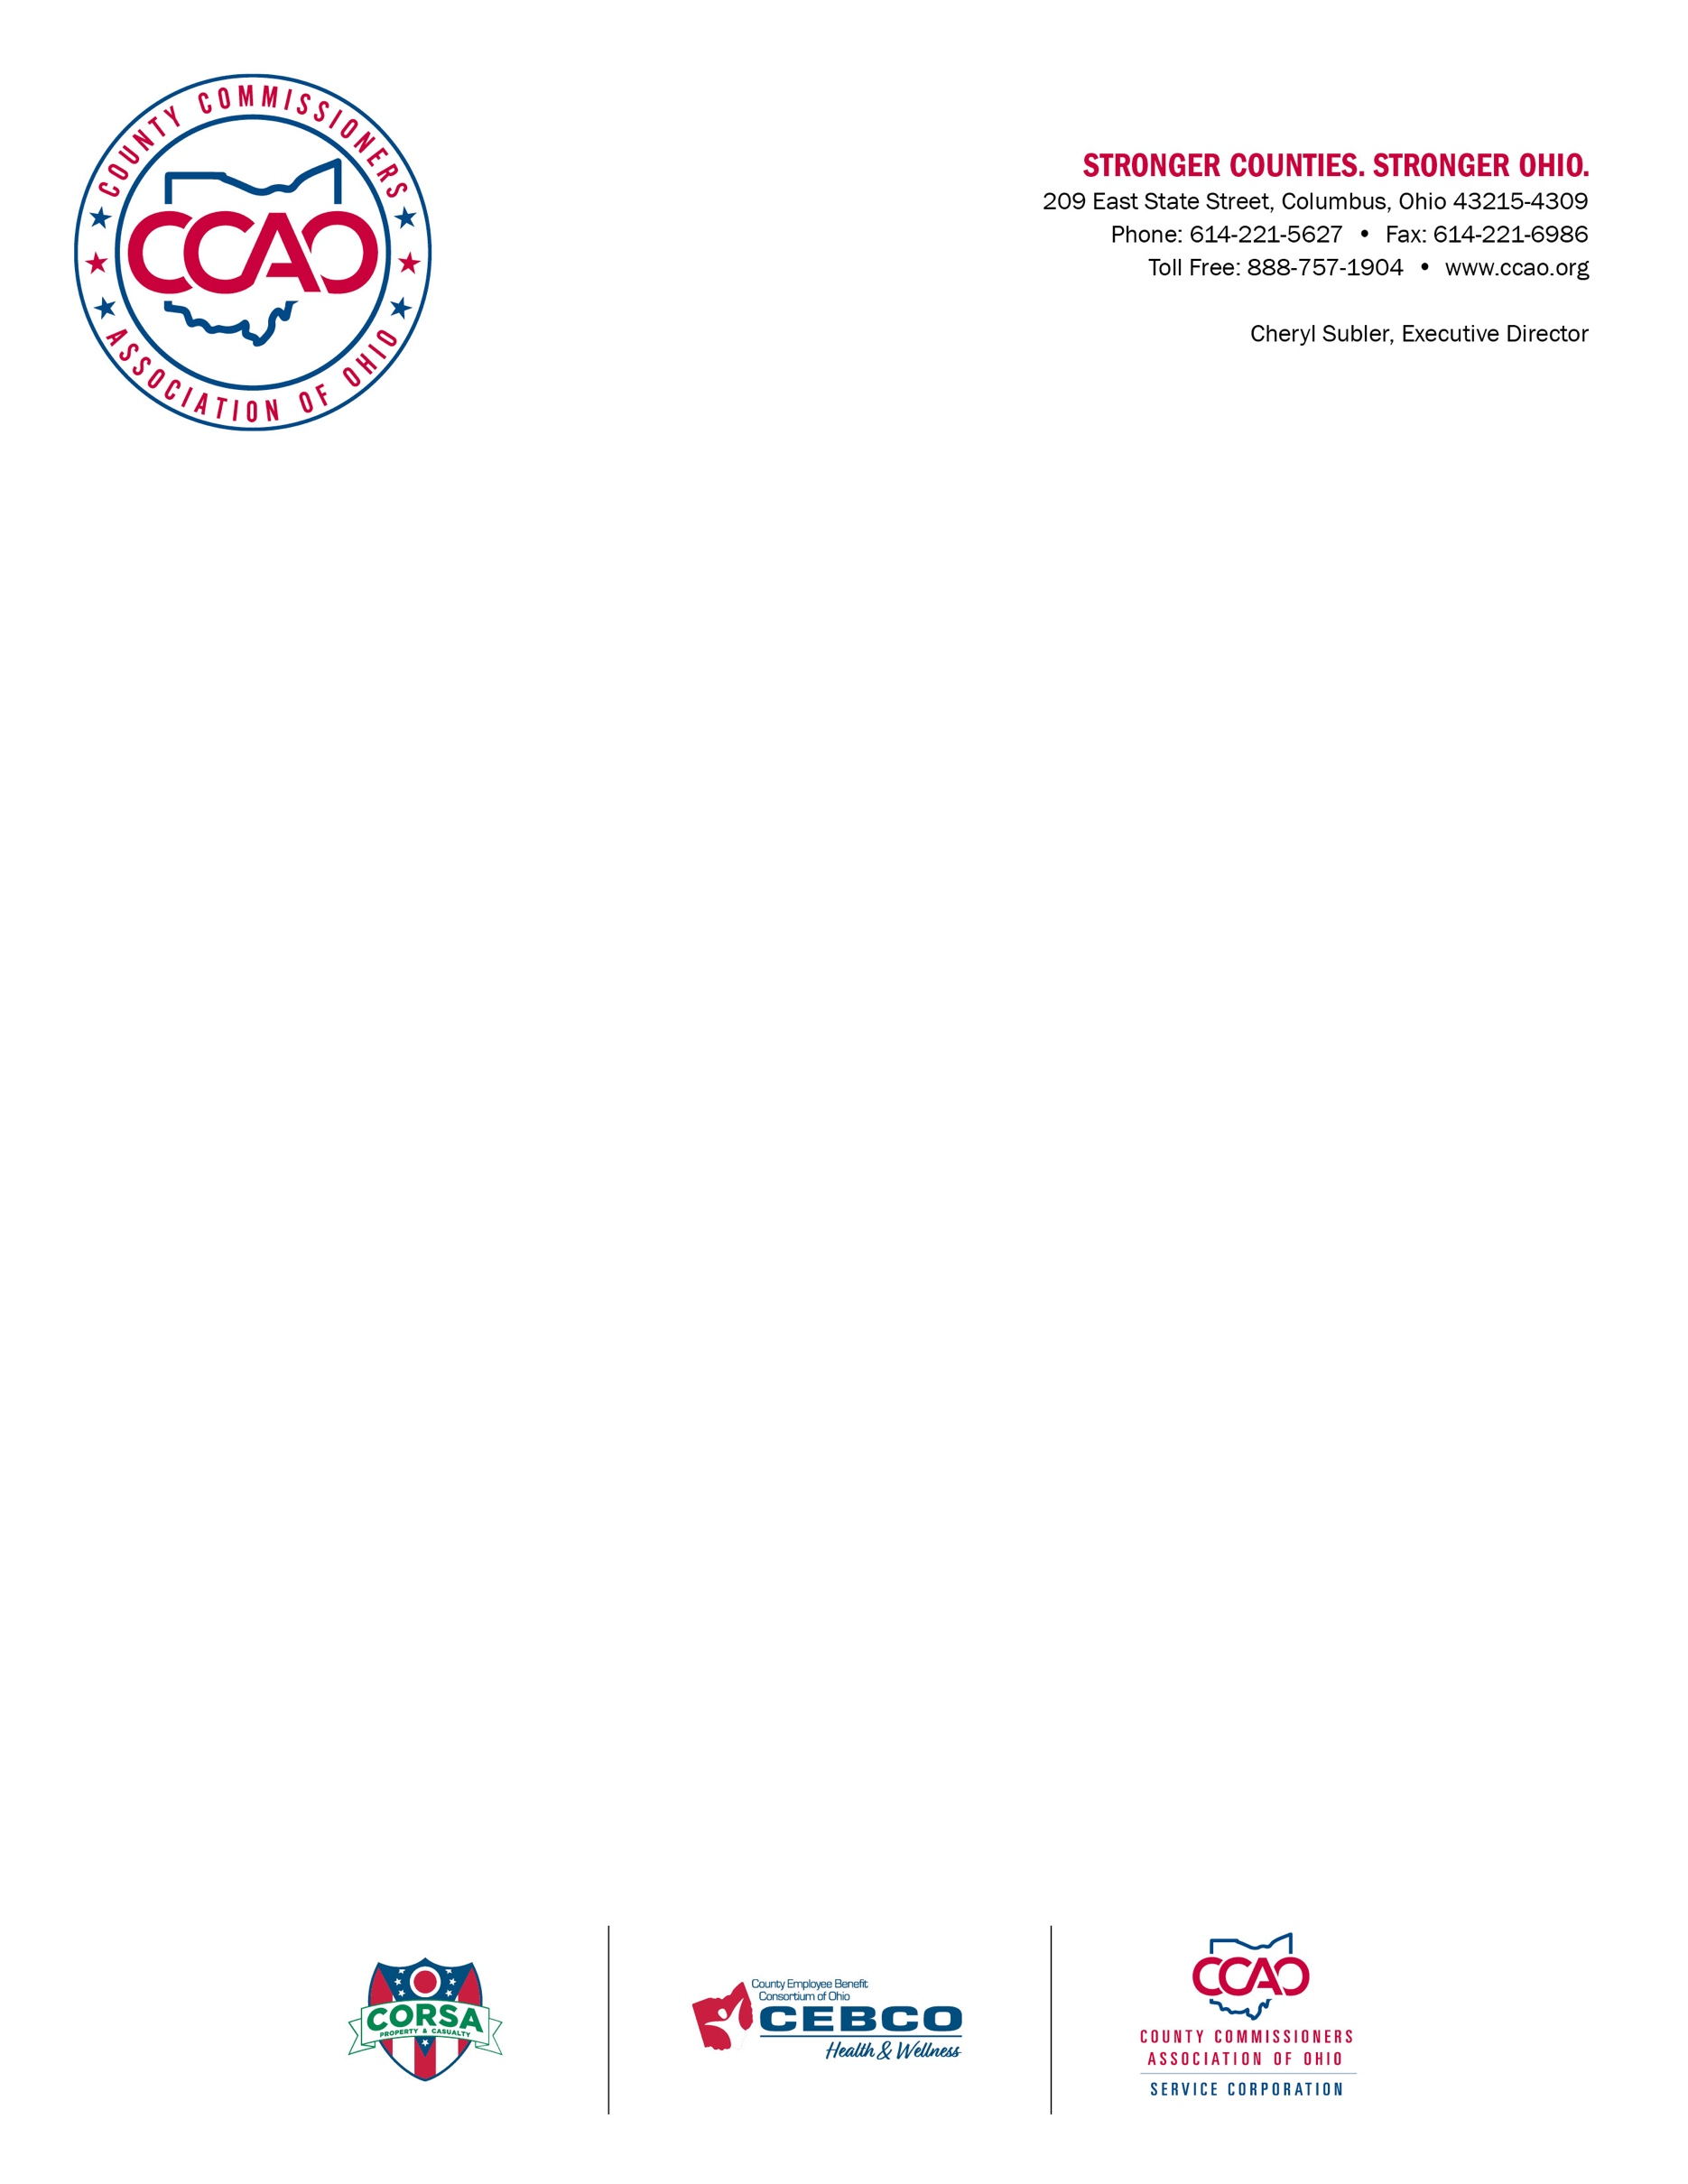 COUNTY COMMISSIONERS
CCAO
ASSOCIATION OF OHIO
STRONGER COUNTIES. STRONGER OHIO.
209 East State Street, Columbus, Ohio 43215-4309
Phone: 614-221-5627 • Fax: 614-221-6986
Toll Free: 888-757-1904 • www.ccao.org
Cheryl Subler, Executive Director
CORSA
PROPERTY & CASUALTY
County Employee Benefit
Consortium of Ohio
CEBCO
Health & Wellness
CCAO
COUNTY COMMISSIONERS
ASSOCIATION OF OHIO
SERVICE CORPORATION